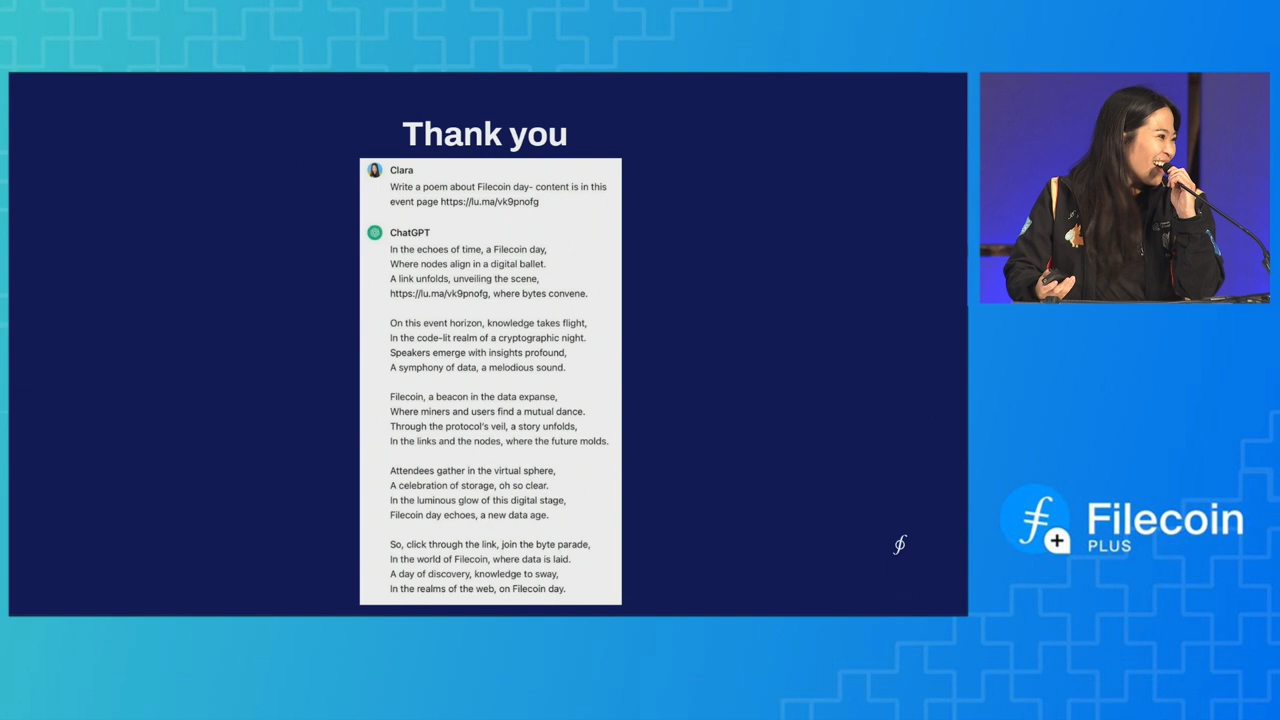 Thank you
Clara
Write a poem about Filecoin day- content is in this
event page https://lu.ma/vk9pnofg
ChatGPT
In the echoes of time, a Filecoin day,
Where nodes align in a digital ballet.
A link unfolds, unveiling the scene,
https://lu.ma/vk9pnofg, where bytes convene.
On this event horizon, knowledge takes flight,
In the code-lit realm of a cryptographic night.
Speakers emerge with insights profound,
A symphony of data, a melodious sound.
Filecoin, a beacon in the data expanse,
Where miners and users find a mutual dance.
Through the protocol's veil, a story unfolds,
In the links and the nodes, where the future molds.
Attendees gather in the virtual sphere,
A celebration of storage, oh so clear.
In the luminous glow of this digital stage,
Filecoin day echoes, a new data age.
So, click through the link, join the byte parade,
In the world of Filecoin, where data is laid.
A day of discovery, knowledge to sway,
In the realms of the web, on Filecoin day.
Filecoin
PLUS